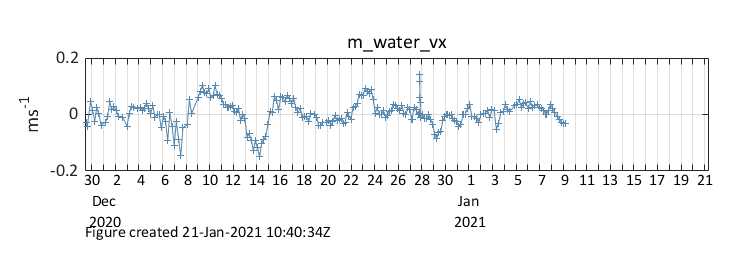 m_water_vx
0.2
0
-0.2
ms⁻¹
30 2 4 6 8 10 12 14 16 18 20 22 24 26 28 30 1 3 5 7 9 11 13 15 17 19 21
Dec Jan
2020 2021
Figure created 21-Jan-2021 10:40:34Z